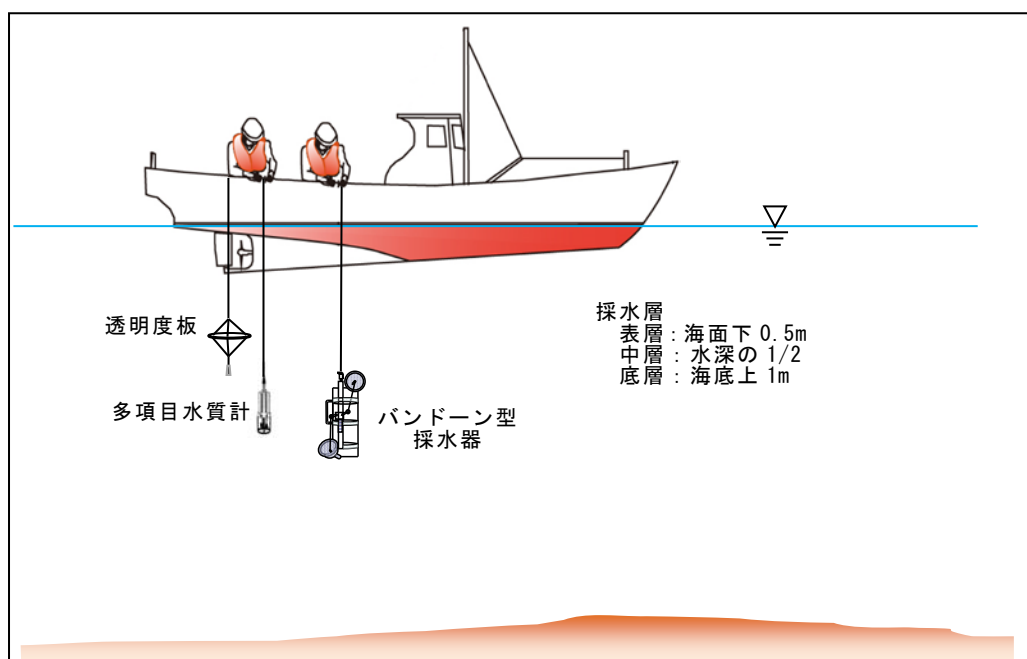 透明度板
多項目水質計
バンドーン型
採水器
採水層
表層：海面下 0.5m
中層：水深の 1/2
底層：海底上 1m